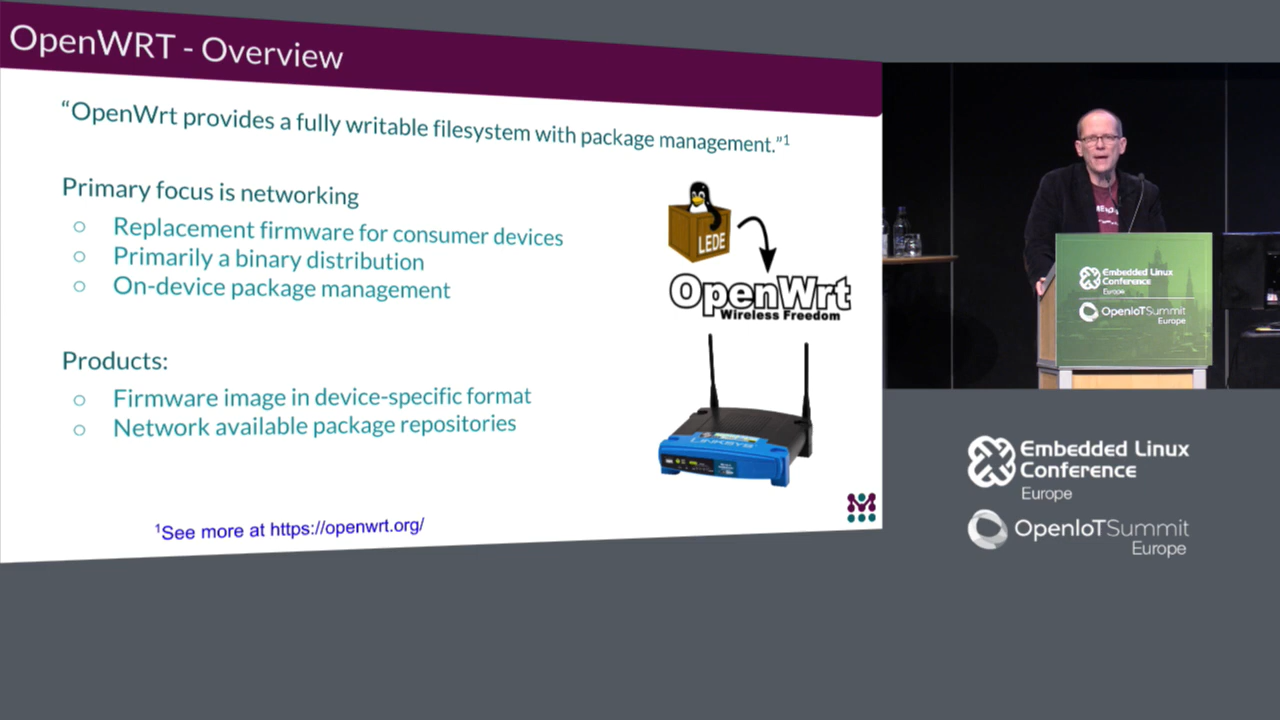 OpenWRT - Overview
“OpenWrt provides a fully writable filesystem with package management.”1
Primary focus is networking
○ Replacement firmware for consumer devices
○ Primarily a binary distribution
○ On-device package management
LEDE
OpenWrt
Wireless Freedom
Products:
○ Firmware image in device-specific format
○ Network available package repositories
LINKSYS
1See more at https://openwrt.org/
Embedded Linux
Conference
Europe
OpenIoTSummit
Europe
Embedded Linux
Conference
Europe
OpenIoTSummit
Europe